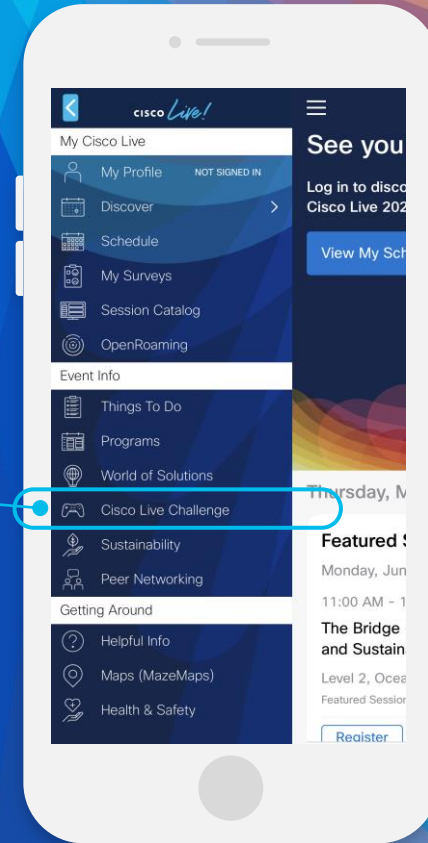 cisco Live!
My Cisco Live
My Profile NOT SIGNED IN
Discover
Schedule
My Surveys
Session Catalog
OpenRoaming
Event Info
Things To Do
Programs
World of Solutions
Cisco Live Challenge
Sustainability
Peer Networking
Getting Around
Helpful Info
Maps (MazeMaps)
Health & Safety
See you
Log in to disco
Cisco Live 202
View My Sch
Thursday, M
Featured S
Monday, Jun
11:00 AM - 1
The Bridge
and Sustain
Level 2, Ocea
Featured Session
Register